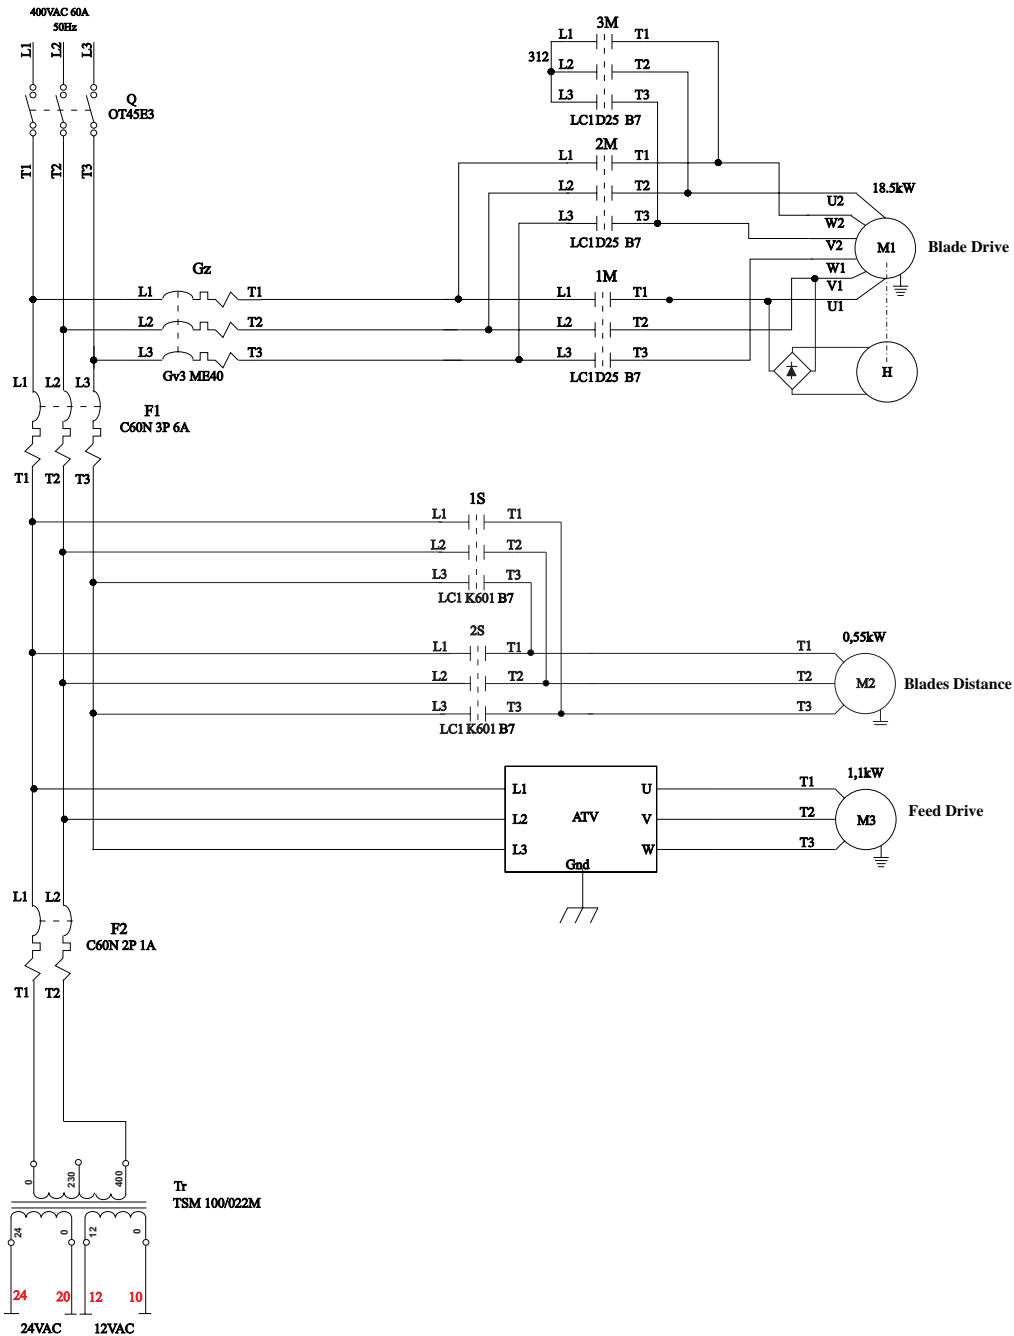 400VAC 60A
50Hz
L1 L2 L3
Q
OT45E3
T1 T2 T3
3M
L1 T1
312
L2 T2
L3 T3
LC1D25 B7
2M
L1 T1
L2 T2
L3 T3
LC1D25 B7
18.5kW
U2
W2
V2
W1
V1
U1
M1
Blade Drive
Gz
L1 T1
L2 T2
L3 T3
Gv3 ME40
1M
L1 T1
L2 T2
L3 T3
LC1D25 B7
H
L1 L2 L3
F1
C60N 3P 6A
T1 T2 T3
1S
L1 T1
L2 T2
L3 T3
LC1 K601 B7
2S
L1 T1
L2 T2
L3 T3
LC1 K601 B7
0,55kW
T1
T2
T3
M2
Blades Distance
L1 U
L2 ATV V
L3 W
Gnd
1,1kW
T1
T2
T3
M3
Feed Drive
L1 L2
F2
C60N 2P 1A
T1 T2
0 230 400
Tr
TSM 100/022M
24 0 12 0
24 20 12 10
24VAC 12VAC